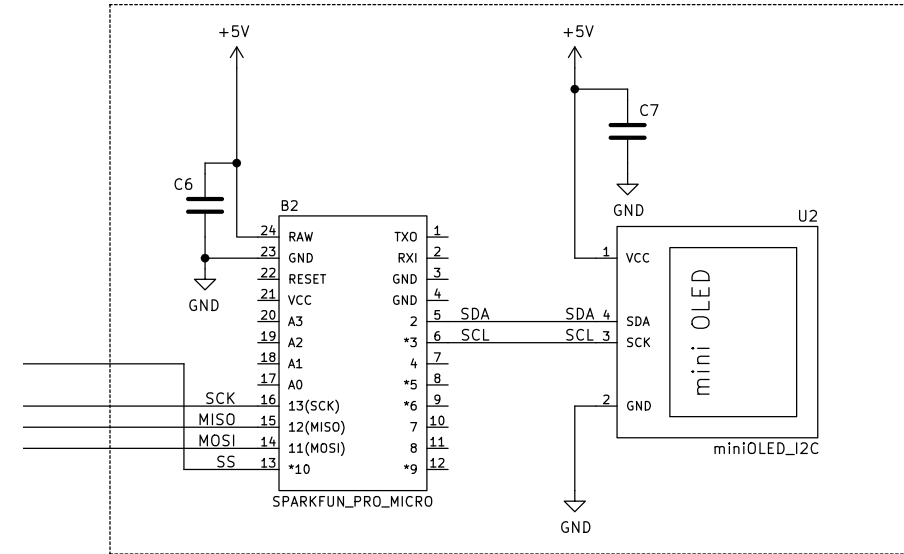 +5V
+5V
C7
C6
GND
B2
U2
GND
24 RAW TXO 1
23 GND RXI 2
22 RESET GND 3
21 VCC GND 4
20 A3 2 5 SDA
19 A2 *3 6 SCL
18 A1 4 7
17 A0 *5 8
SCK 16 13(SCK) *6 9
MISO 15 12(MISO) 7 10
MOSI 14 11(MOSI) 8 11
SS 13 *10 *9 12
SPARKFUN_PRO_MICRO
1 VCC
SDA 4 SDA
SCL 3 SCK
2 GND
mini OLED
miniOLED_I2C
GND